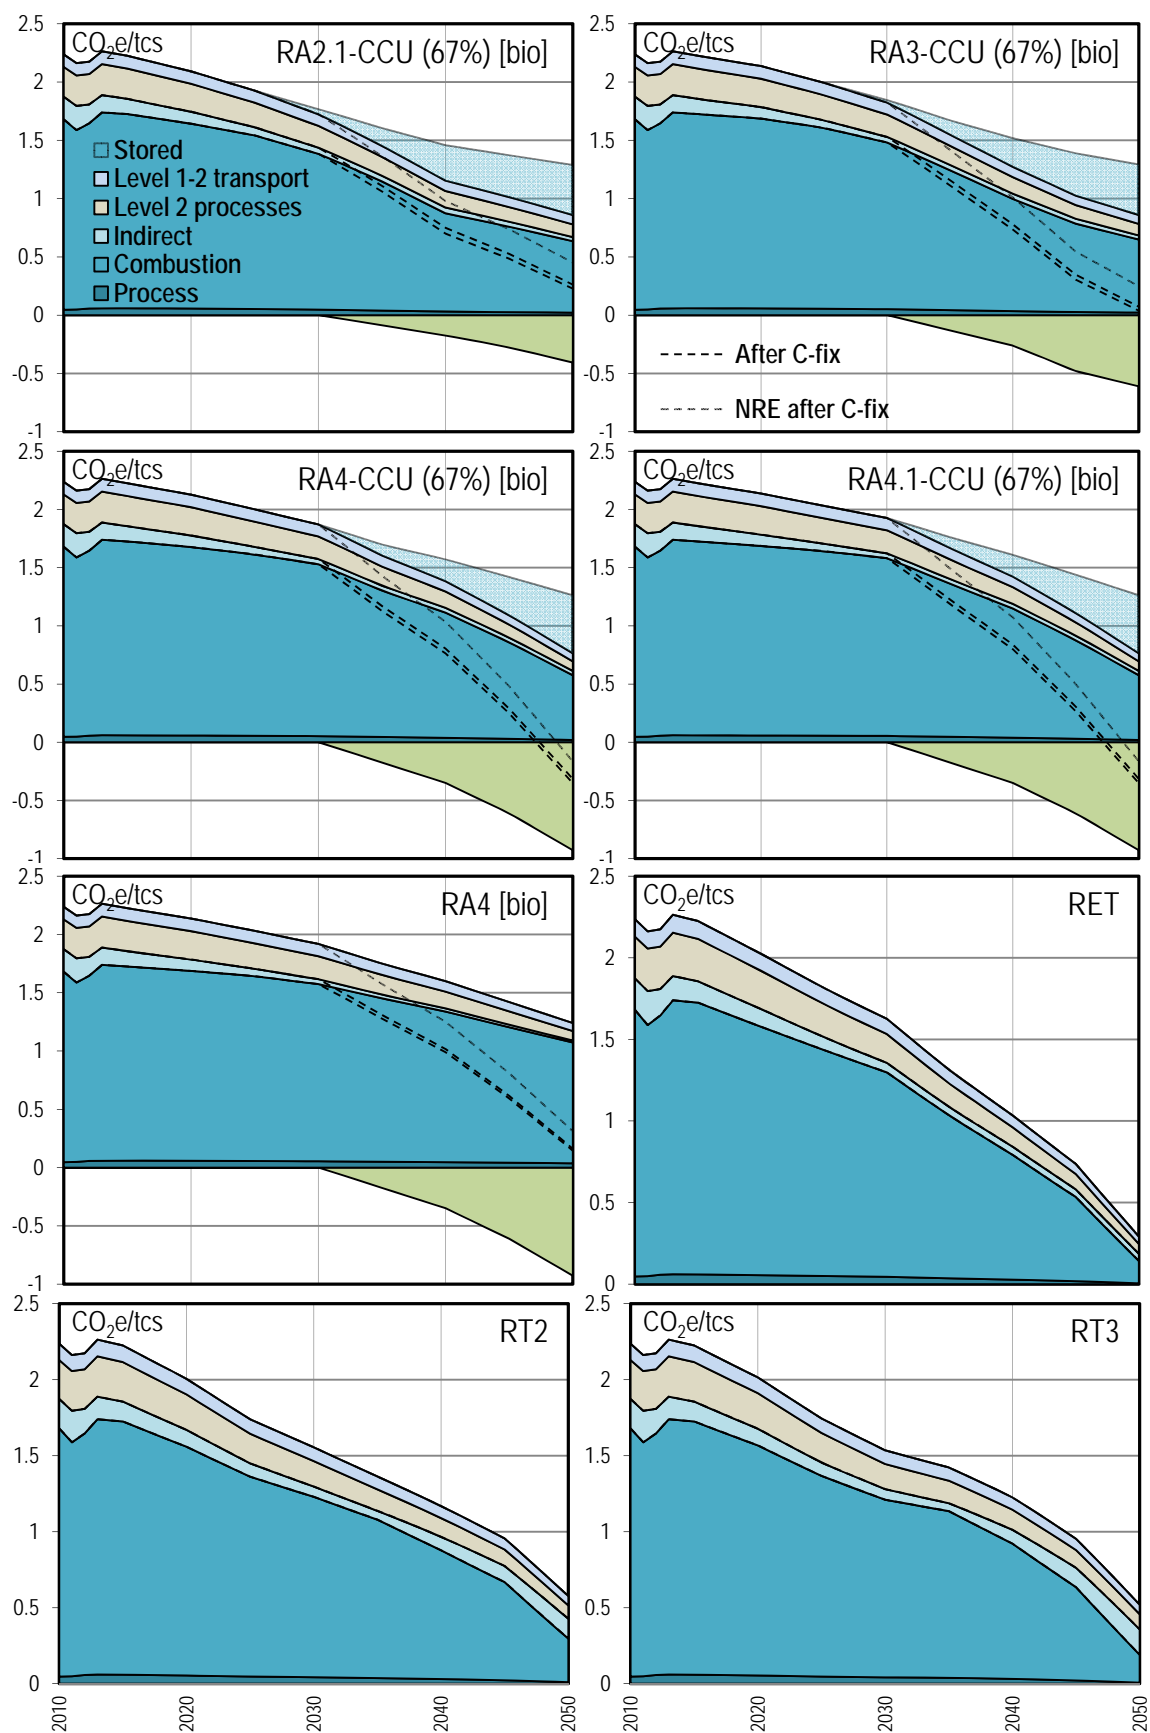 2.5
2
1.5
1
0.5
0
-0.5
-1
CO2e/tcs
RA2.1-CCU (67%) [bio]
Stored
Level 1-2 transport
Level 2 processes
Indirect
Combustion
Process
2.5
2
1.5
1
0.5
0
-0.5
-1
CO2e/tcs
RA3-CCU (67%) [bio]
After C-fix
NRE after C-fix
2.5
2
1.5
1
0.5
0
-0.5
-1
CO2e/tcs
RA4-CCU (67%) [bio]
2.5
2
1.5
1
0.5
0
-0.5
-1
CO2e/tcs
RA4.1-CCU (67%) [bio]
2.5
2
1.5
1
0.5
0
-0.5
-1
CO2e/tcs
RA4 [bio]
2.5
2
1.5
1
0.5
0
CO2e/tcs
RET
2.5
2
1.5
1
0.5
0
CO2e/tcs
RT2
2010
2020
2030
2040
2050
2.5
2
1.5
1
0.5
0
CO2e/tcs
RT3
2010
2020
2030
2040
2050